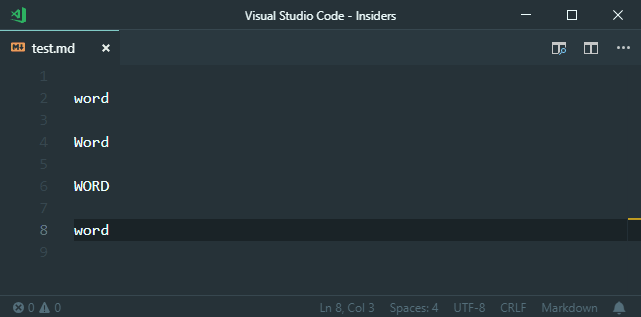 Visual Studio Code - Insiders
test.md
1
2 word
3
4 Word
5
6 WORD
7
8 word
9
0 0 Ln 8, Col 3 Spaces: 4 UTF-8 CRLF Markdown